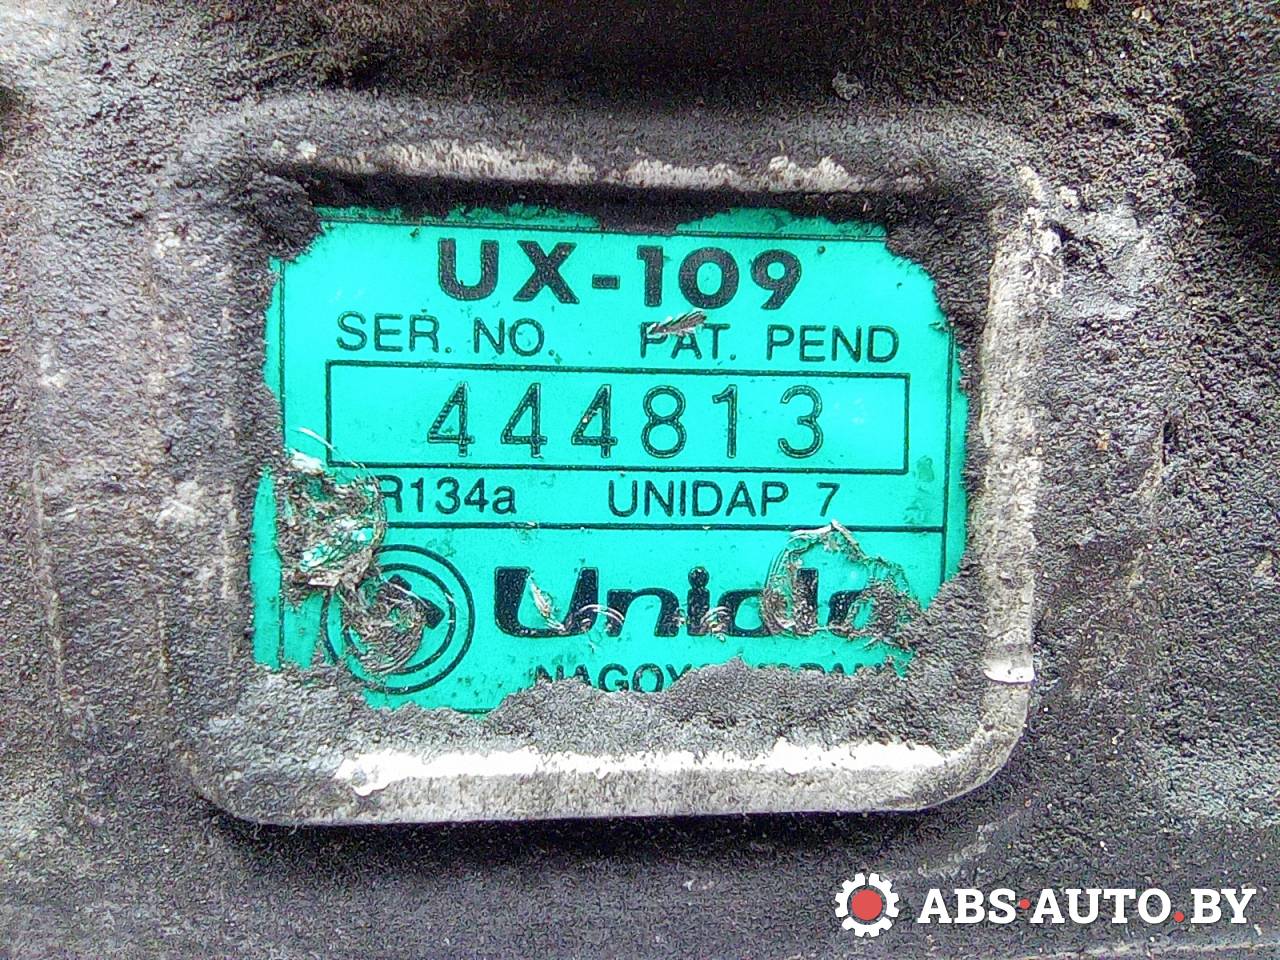 UX-109
SER. NO. PAT. PEND
444813
R134a UNIDAP 7
ABS·AUTO.BY